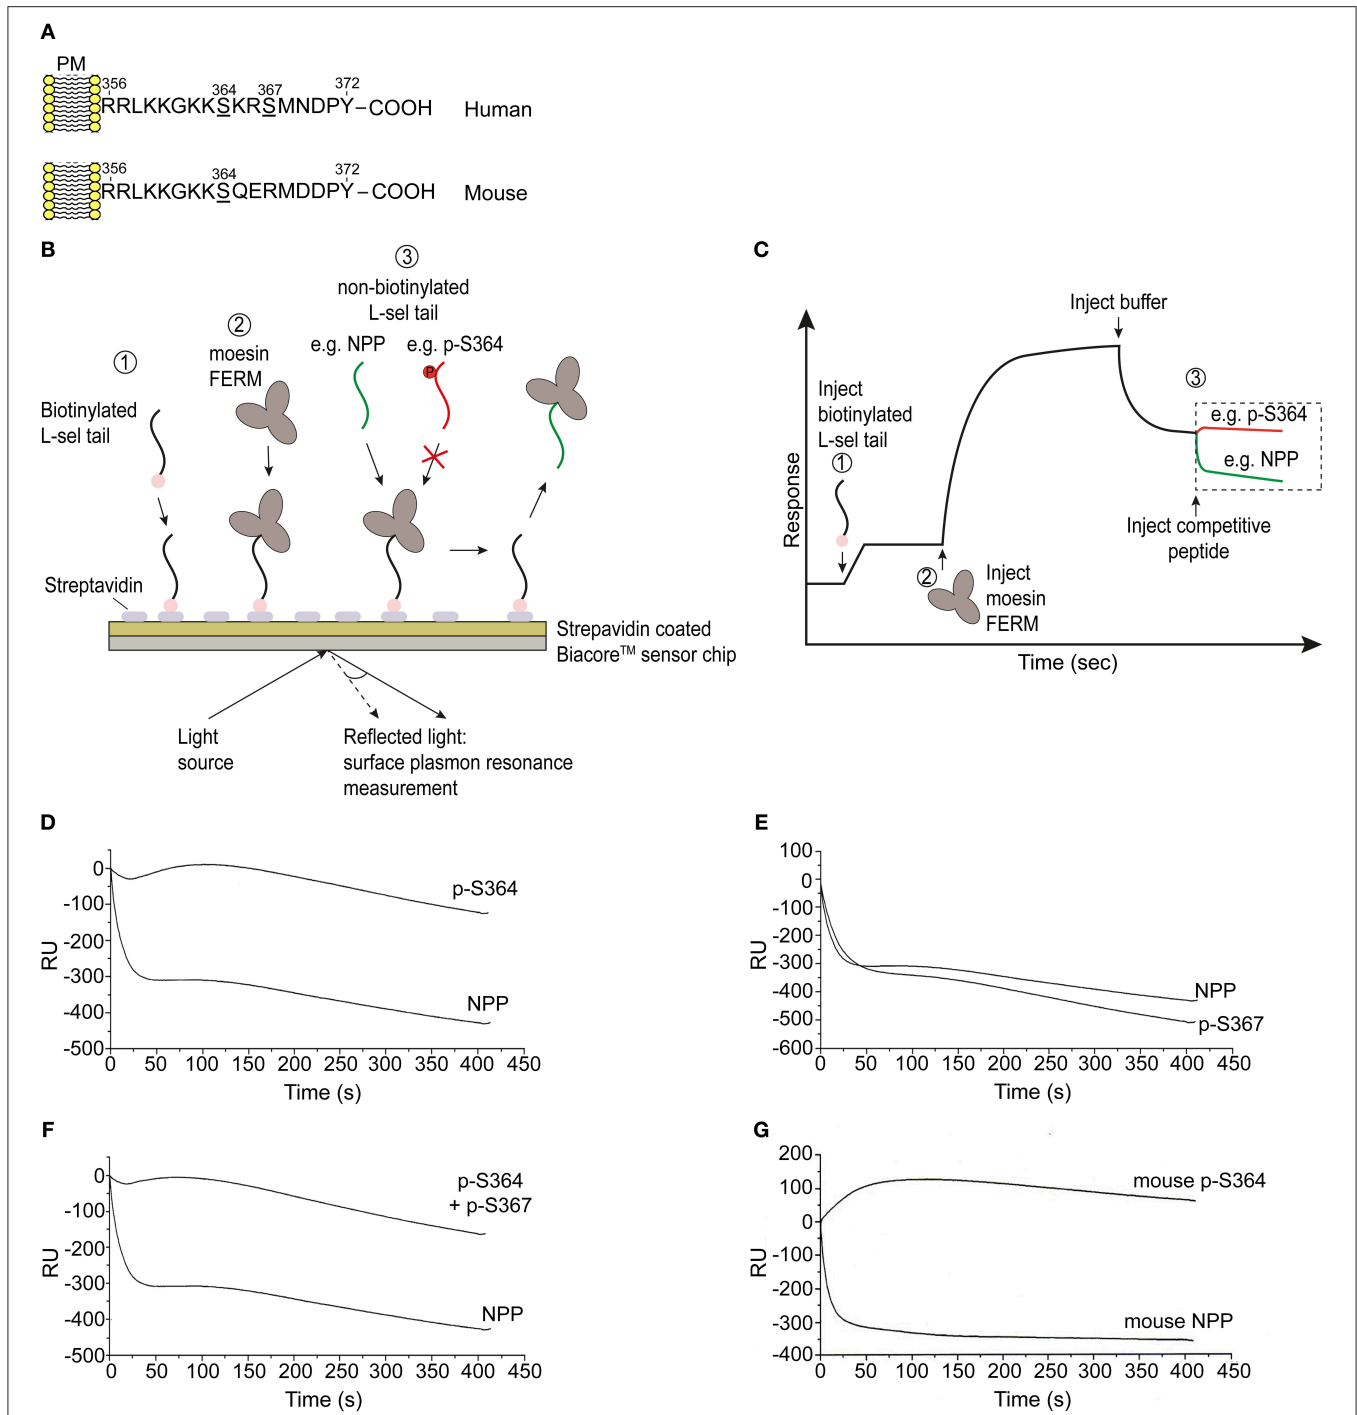 A
PM
356 364 367 372
RRLKKGKKSKRSMNDPY–COOH Human
356 364 372
RRLKKGKKSQERMDDPY–COOH Mouse
B
1
Biotinylated
L-sel tail
2
moesin
FERM
3
non-biotinylated
L-sel tail
e.g. NPP e.g. p-S364
P
Streptavidin
Strepavidin coated
Biacore™ sensor chip
Light
source
Reflected light:
surface plasmon resonance
measurement
C
Response
Inject
biotinylated
L-sel tail
1
2
Inject
moesin
FERM
Inject buffer
3
e.g. p-S364
e.g. NPP
Inject competitive
peptide
Time (sec)
D
0
-100
-200
-300
-400
-500
RU
p-S364
NPP
0 50 100 150 200 250 300 350 400 450
Time (s)
E
100
0
-100
-200
-300
-400
-500
-600
RU
NPP
p-S367
0 50 100 150 200 250 300 350 400 450
Time (s)
F
0
-100
-200
-300
-400
-500
RU
p-S364
+ p-S367
NPP
0 50 100 150 200 250 300 350 400 450
Time (s)
G
200
100
0
-100
-200
-300
-400
RU
mouse p-S364
mouse NPP
0 50 100 150 200 250 300 350 400 450
Time (s)